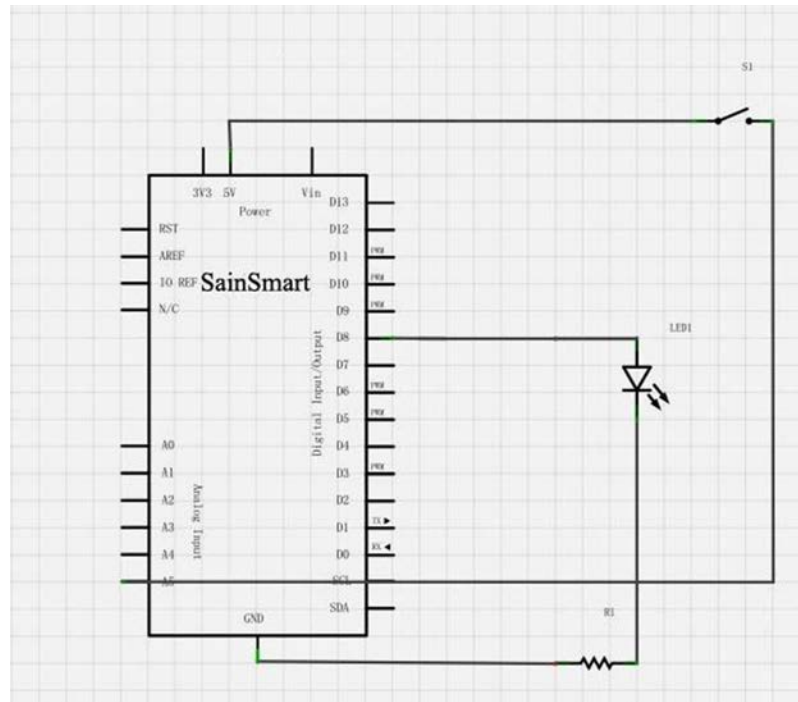 S1
3V3 5V Vin
Power
D13
RST
D12
AREF
D11 PWM
IO REF
SainSmart
D10 PWM
N/C
D9 PWM
D8
LED1
D7
D6 PWM
D5 PWM
Digital Input/Output
A0
D4
A1
D3 PWM
A2
D2
Analog Input
A3
D1 TX
A4
D0 RX
A5
SCL
SDA
GND
R1